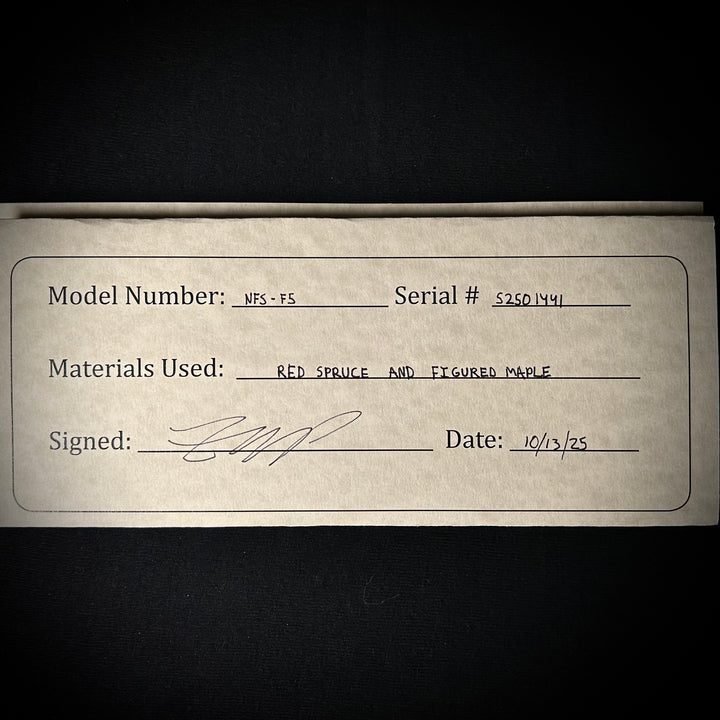 Model Number: NFS-F5 Serial # S2501441
Materials Used: RED SPRUCE AND FIGURED MAPLE
Signed: Date: 10/13/25